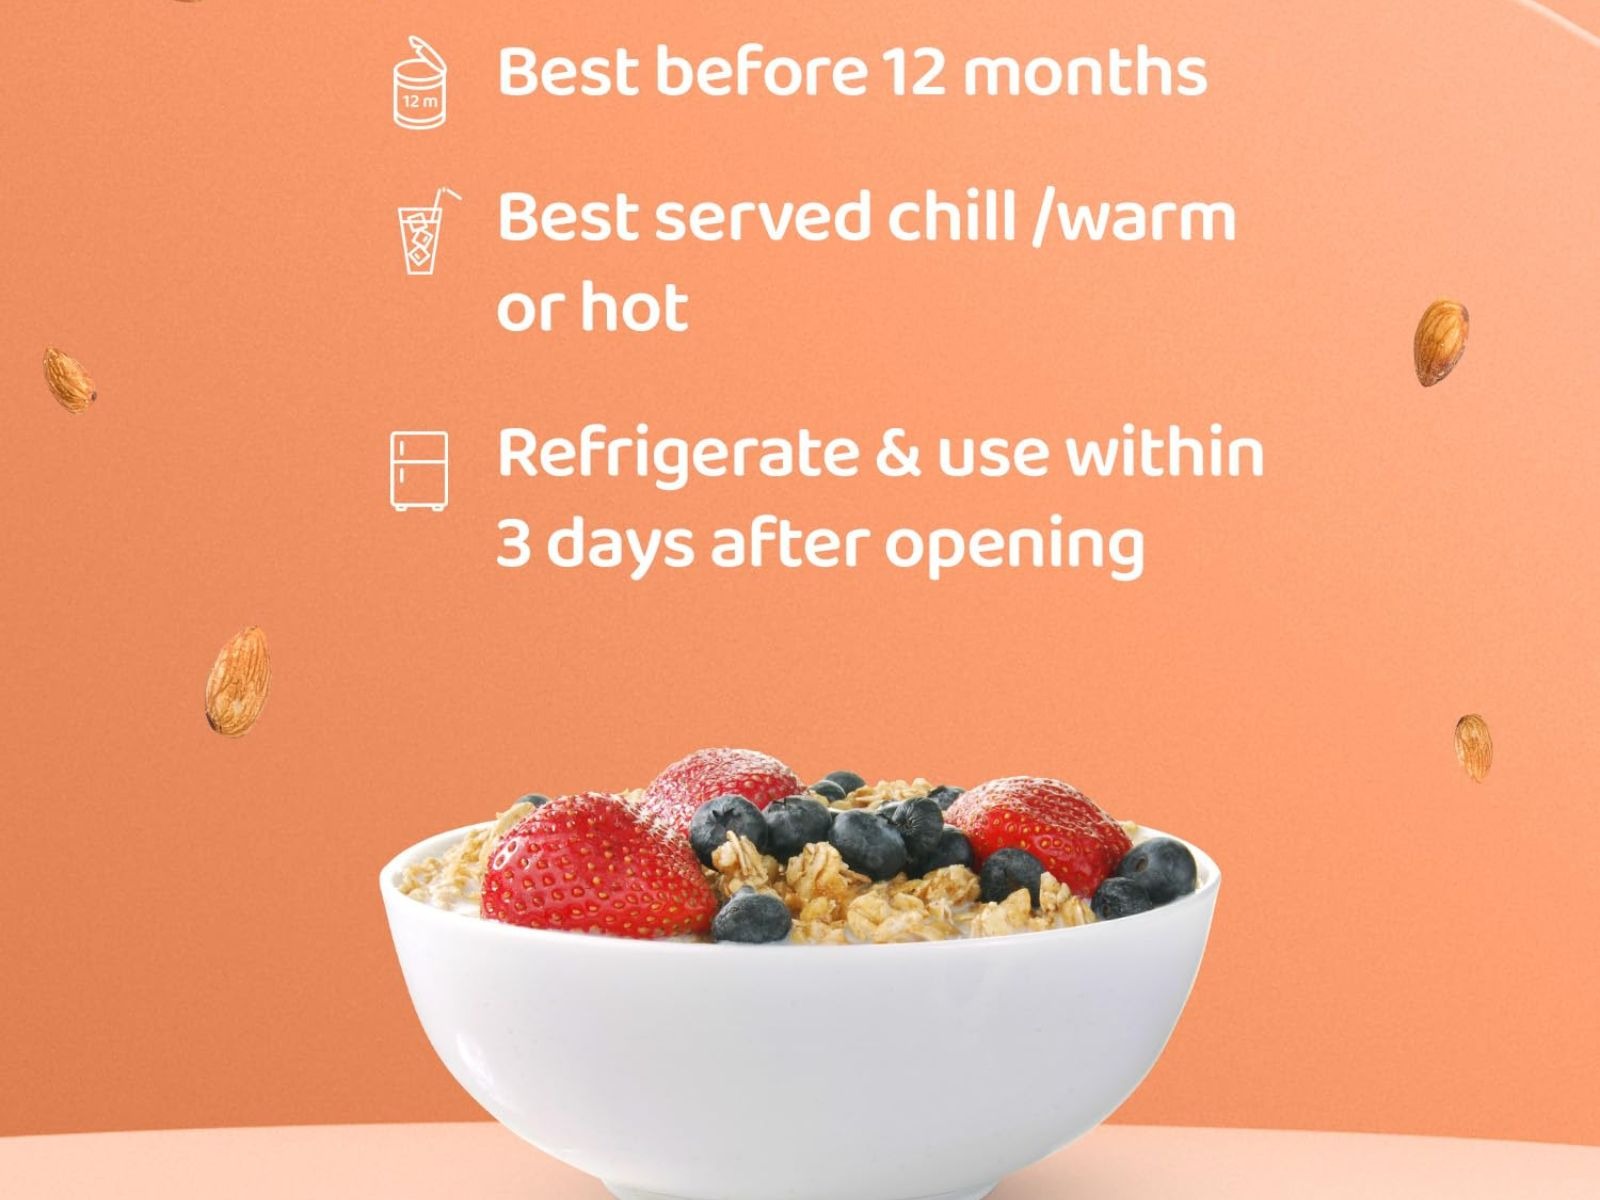 Best before 12 months
12 m
Best served chill /warm
or hot
Refrigerate & use within
3 days after opening